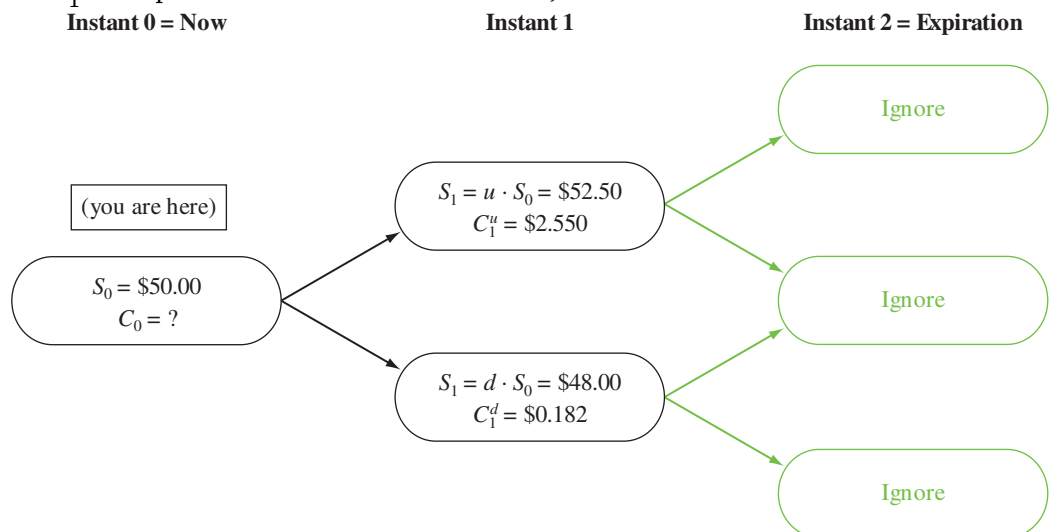 Instant 0 = Now
Instant 1
Instant 2 = Expiration
Ignore
(you are here)
S₁ = u · S₀ = $52.50
C₁ᵘ = $2.550
S₀ = $50.00
C₀ = ?
Ignore
S₁ = d · S₀ = $48.00
C₁ᵈ = $0.182
Ignore